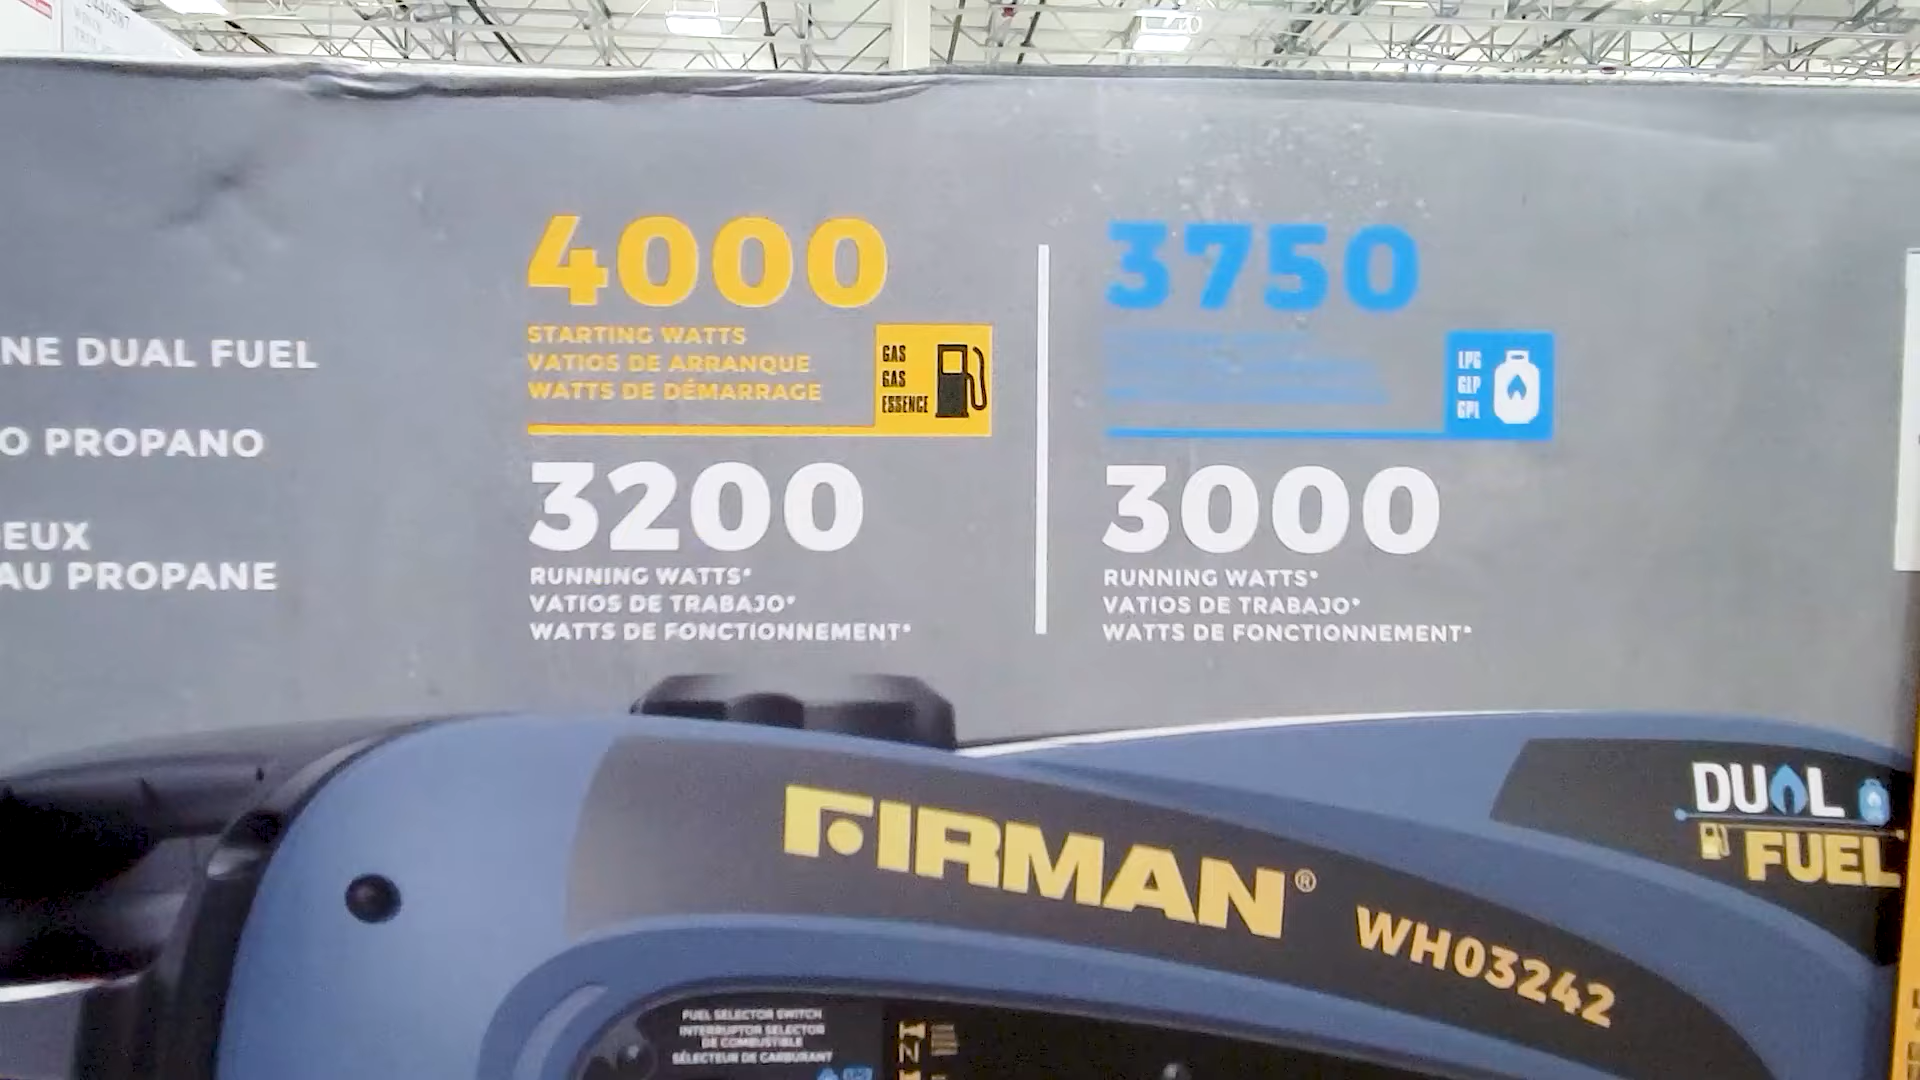 NE DUAL FUEL
O PROPANO
EUX
AU PROPANE
4000
STARTING WATTS
VATIOS DE ARRANQUE
WATTS DE DÉMARRAGE
GAS
GAS
ESSENCE
3200
RUNNING WATTS*
VATIOS DE TRABAJO*
WATTS DE FONCTIONNEMENT*
3750
LPG
GLP
GPL
3000
RUNNING WATTS*
VATIOS DE TRABAJO*
WATTS DE FONCTIONNEMENT*
FIRMAN®
WH03242
DUAL
FUEL
FUEL SELECTOR SWITCH
INTERRUPTOR SELECTOR
DE COMBUSTIBLE
SÉLECTEUR DE CARBURANT